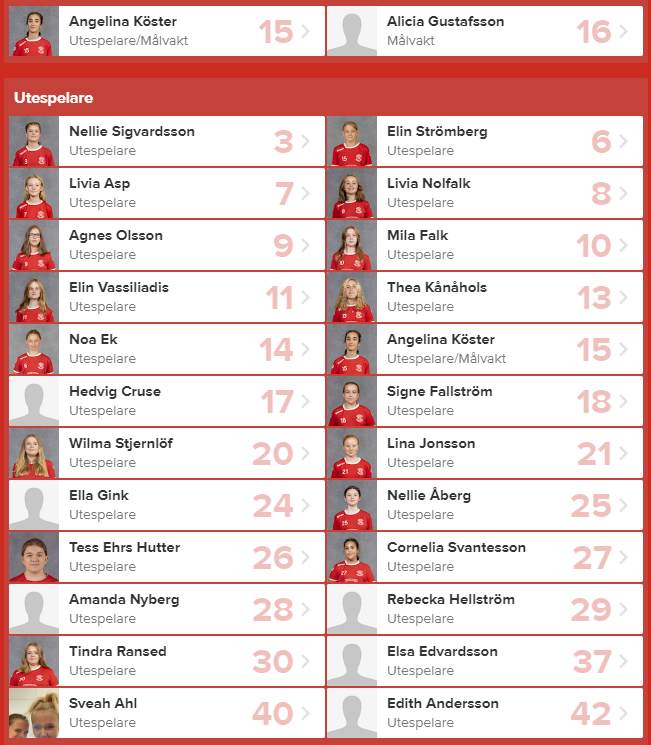 Angelina Köster
Utespelare/Målvakt
15
Alicia Gustafsson
Målvakt
16
Utespelare
Nellie Sigvardsson
Utespelare
3
Elin Strömberg
Utespelare
6
Livia Asp
Utespelare
7
Livia Nolfalk
Utespelare
8
Agnes Olsson
Utespelare
9
Mila Falk
Utespelare
10
Elin Vassiliadis
Utespelare
11
Thea Kånåhols
Utespelare
13
Noa Ek
Utespelare
14
Angelina Köster
Utespelare/Målvakt
15
Hedvig Cruse
Utespelare
17
Signe Fallström
Utespelare
18
Wilma Stjernlöf
Utespelare
20
Lina Jonsson
Utespelare
21
Ella Gink
Utespelare
24
Nellie Åberg
Utespelare
25
Tess Ehrs Hutter
Utespelare
26
Cornelia Svantesson
Utespelare
27
Amanda Nyberg
Utespelare
28
Rebecka Hellström
Utespelare
29
Tindra Ransed
Utespelare
30
Elsa Edvardsson
Utespelare
37
Sveah Ahl
Utespelare
40
Edith Andersson
Utespelare
42